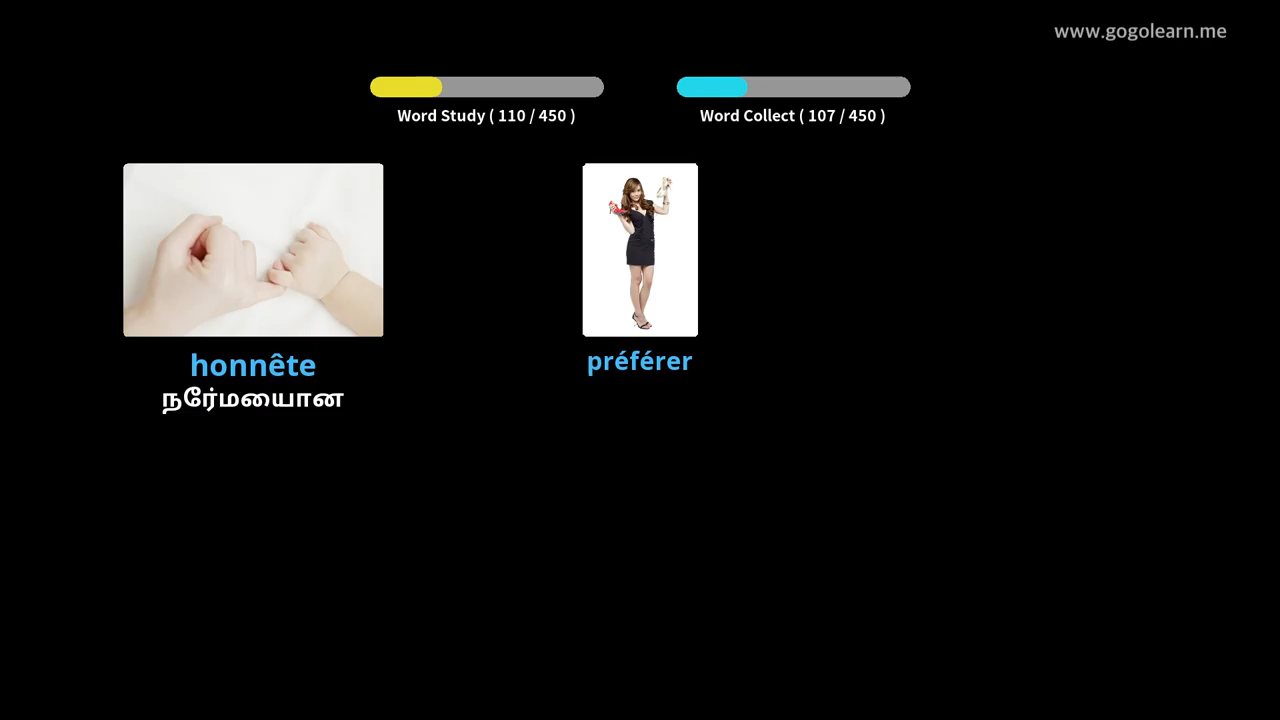 www.gogolearn.me
Word Study ( 110 / 450 )
Word Collect ( 107 / 450 )
honnête
நேர்மையான
préférer